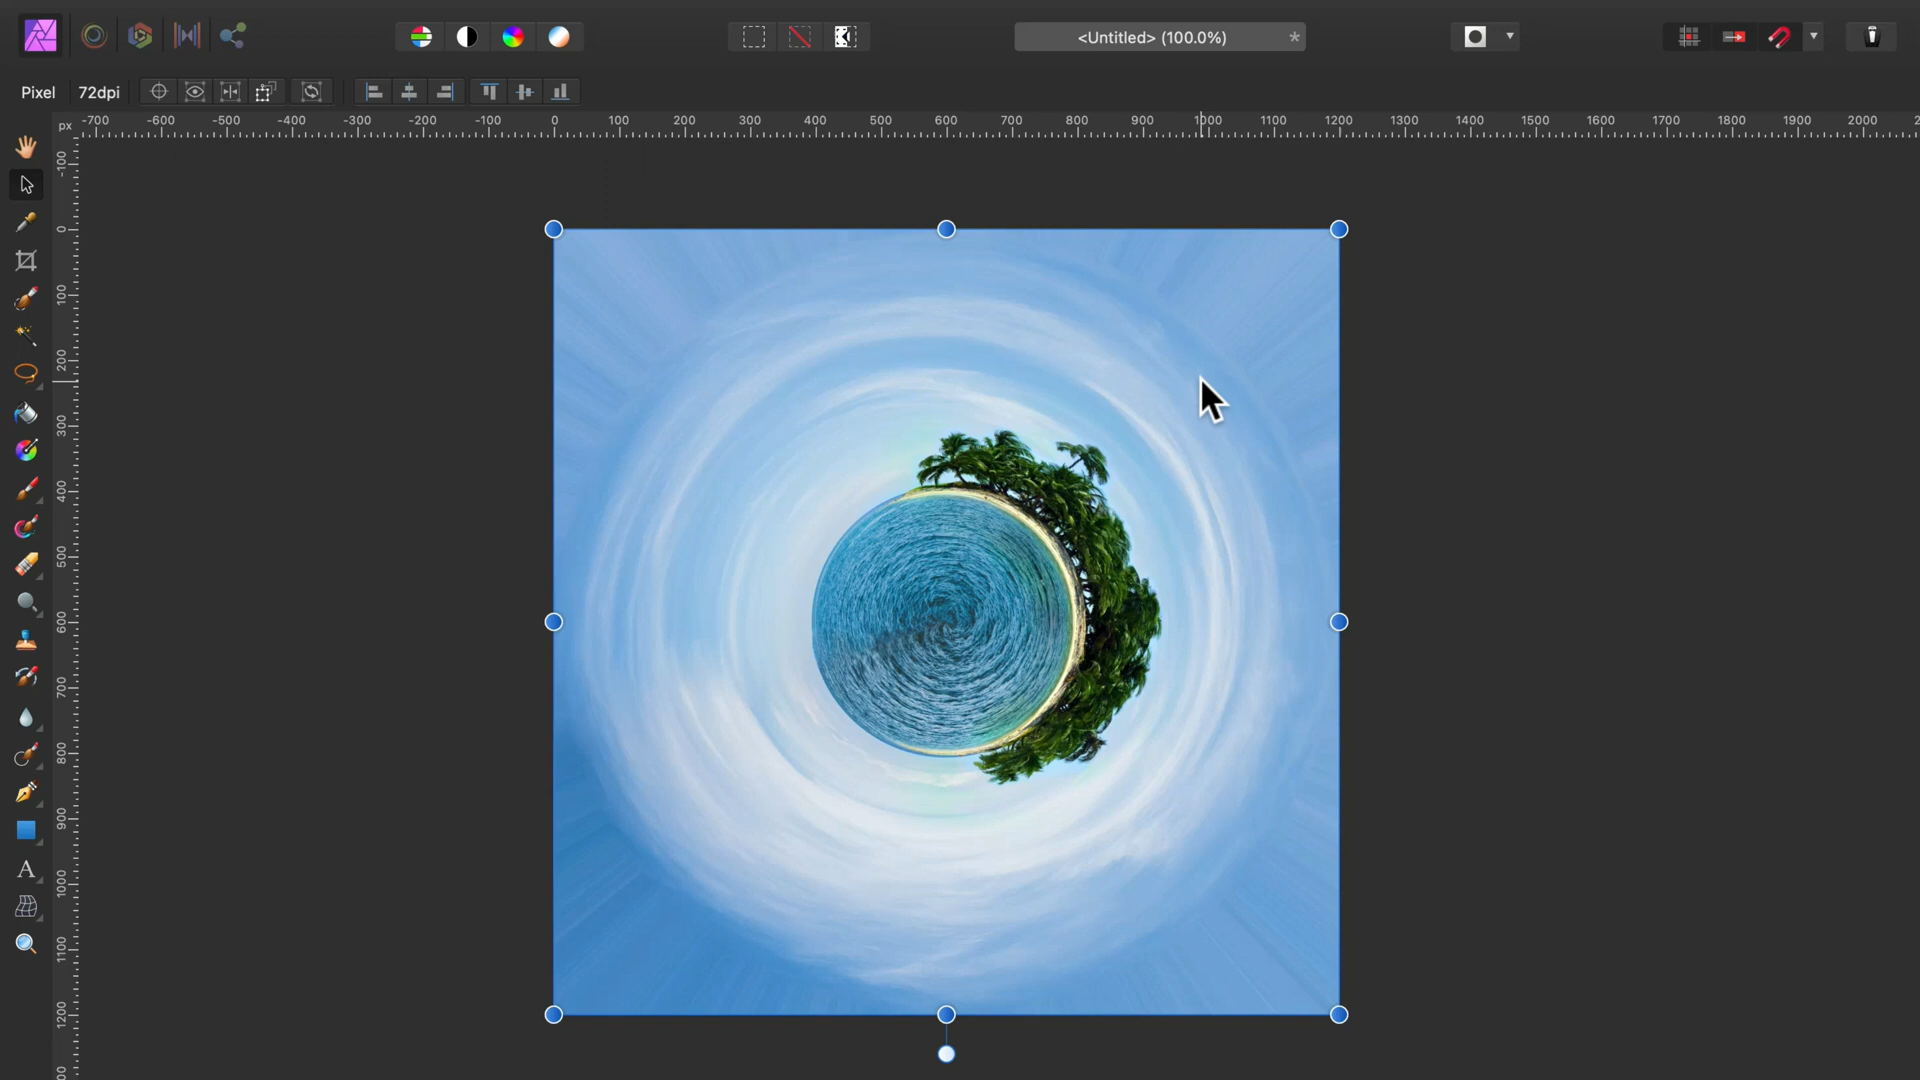 <Untitled> (100.0%)
*
Pixel
72dpi
px
-700 -600 -500 -400 -300 -200 -100 0 100 200 300 400 500 600 700 800 900 1000 1100 1200 1300 1400 1500 1600 1700 1800 1900 2000
-100
0
100
200
300
400
500
600
700
800
900
1000
1100
1200
A